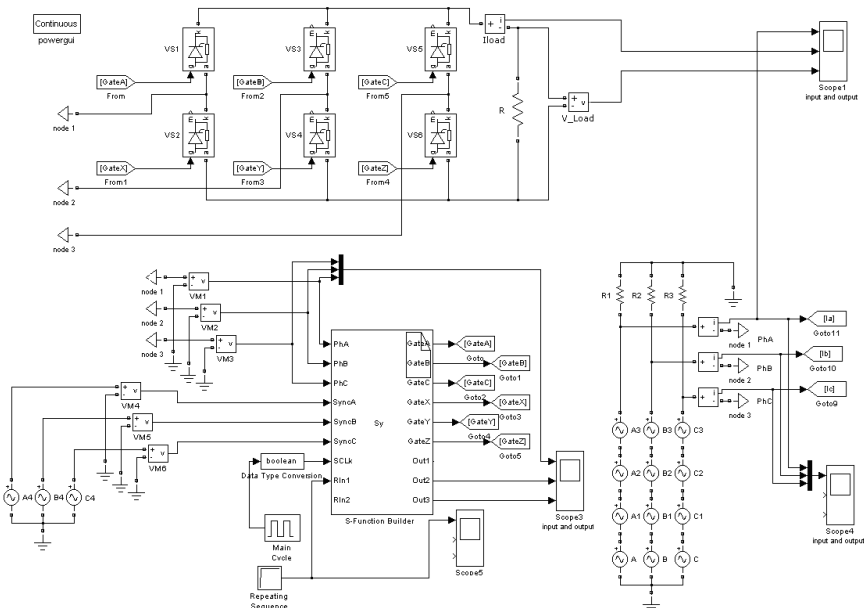 Continuous
powergui
VS1
VS3
VS5
[GateA]
From
[GateB]
From2
[GateC]
From5
Iload
R
V_Load
Scope1
input and output
node 1
VS2
VS4
VS6
[GateX]
From1
[GateY]
From3
[GateZ]
From4
node 2
node 3
node 1
VM1
node 2
VM2
node 3
VM3
PhA
PhB
PhC
SyncA
SyncB
SyncC
SCLk
RIn1
RIn2
Sy
GateA
GateB
GateC
GateX
GateY
GateZ
Out1
Out2
Out3
S-Function Builder
[GateA]
Goto
[GateB]
Goto1
[GateC]
Goto2
[GateX]
Goto3
[GateY]
Goto4
[GateZ]
Goto5
VM4
VM5
VM6
A4
B4
C4
boolean
Data Type Conversion
Main
Cycle
Repeating
Sequence
Scope5
Scope3
input and output
R1
R2
R3
node 1
PhA
node 2
PhB
node 3
PhC
[Ia]
Goto11
[Ib]
Goto10
[Ic]
Goto9
A3
B3
C3
A2
B2
C2
A1
B1
C1
A
B
C
Scope4
input and output